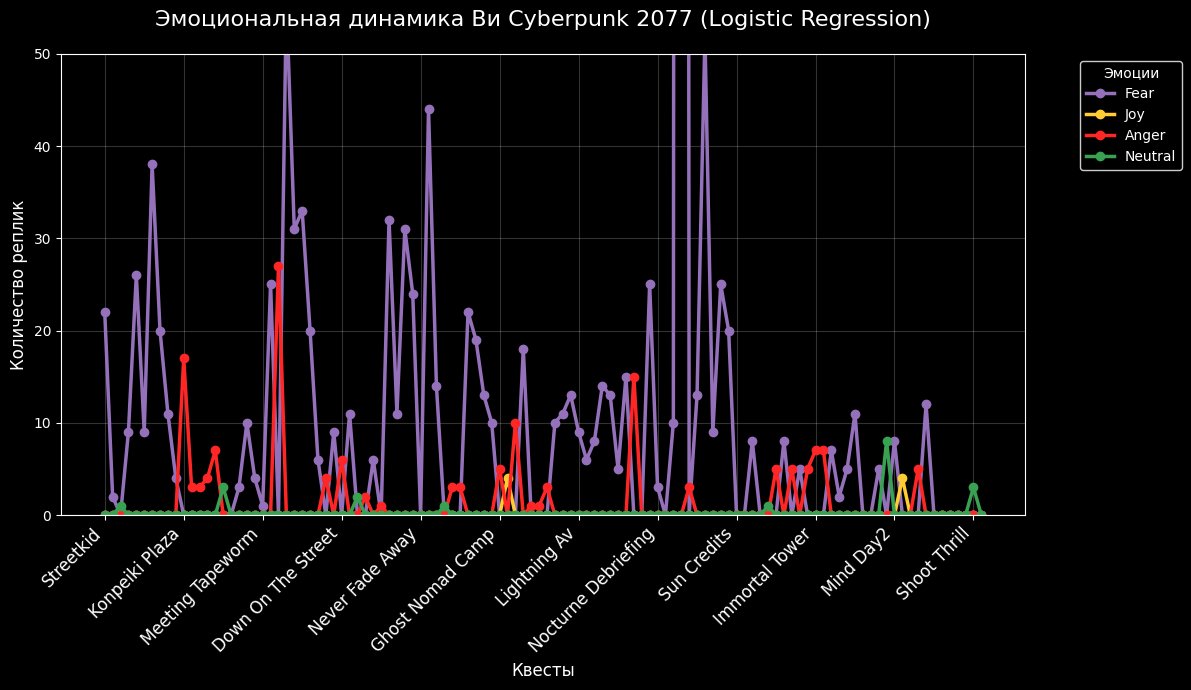 Эмоциональная динамика Ви Cyberpunk 2077 (Logistic Regression)
Эмоции
Fear
Joy
Anger
Neutral
Количество реплик
50
40
30
20
10
0
Streetkid
Konpeiki Plaza
Meeting Tapeworm
Down On The Street
Never Fade Away
Ghost Nomad Camp
Lightning Av
Nocturne Debriefing
Sun Credits
Immortal Tower
Mind Day2
Shoot Thrill
Квесты